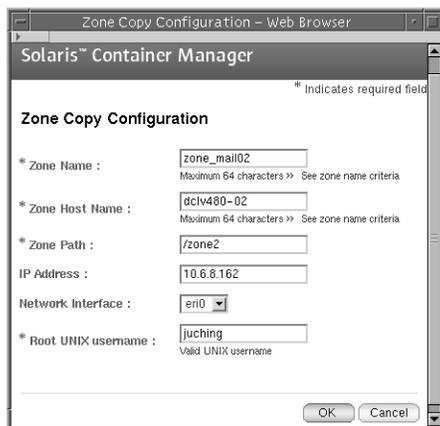 Zone Copy Configuration – Web Browser
Solaris™ Container Manager
* Indicates required field
Zone Copy Configuration
* Zone Name : zone_mail02
Maximum 64 characters >> See zone name criteria
* Zone Host Name : dclv480-02
Maximum 64 characters >> See zone name criteria
* Zone Path : /zone2
IP Address : 10.6.8.162
Network Interface : eri0
* Root UNIX username : juching
Valid UNIX username
OK Cancel